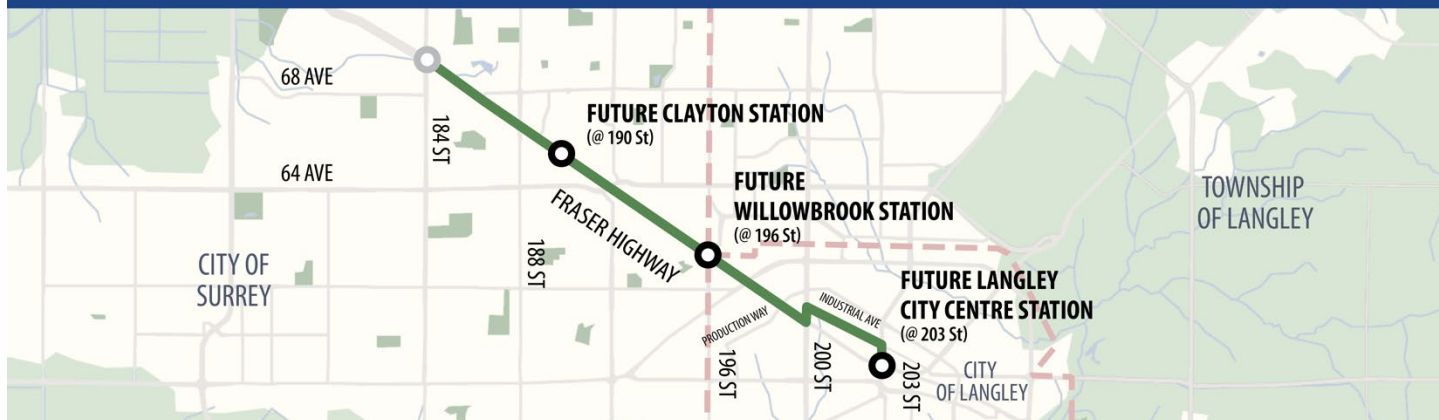 68 AVE
184 ST
FUTURE CLAYTON STATION
(@ 190 St)
64 AVE
FRASER HIGHWAY
188 ST
FUTURE
WILLOWBROOK STATION
(@ 196 St)
TOWNSHIP
OF LANGLEY
CITY OF
SURREY
PRODUCTION WAY
196 ST
INDUSTRIAL AVE
200 ST
FUTURE LANGLEY
CITY CENTRE STATION
(@ 203 St)
203 ST
CITY
OF LANGLEY